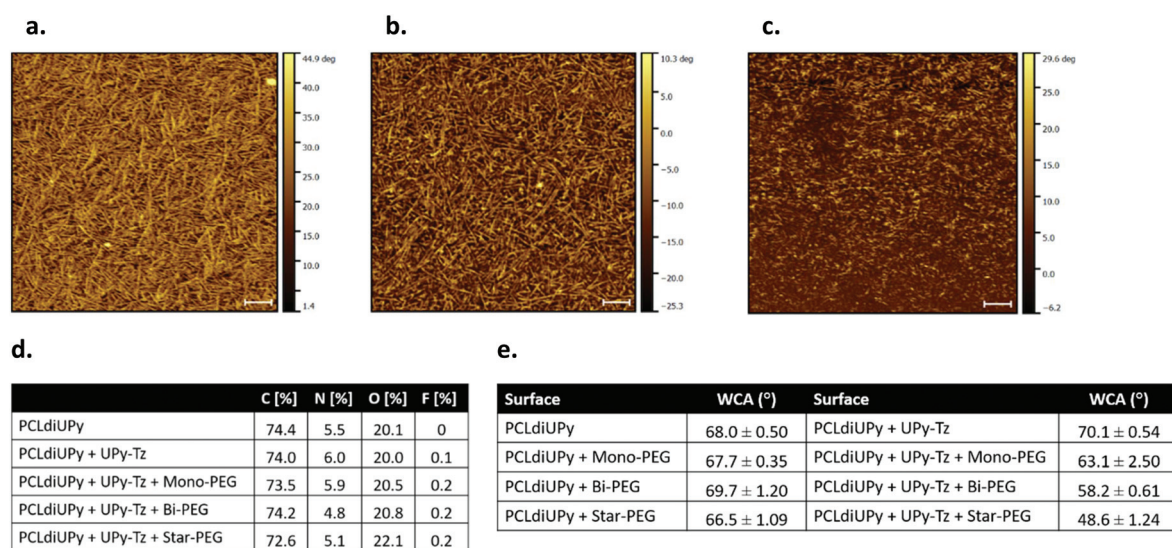 a.
b.
c.
44.9 deg
40.0
35.0
30.0
25.0
20.0
15.0
10.0
1.4
10.3 deg
5.0
0.0
−5.0
−10.0
−15.0
−20.0
−25.3
29.6 deg
25.0
20.0
15.0
10.0
5.0
0.0
−6.2
d.
C [%] N [%] O [%] F [%]
PCLdiUPy 74.4 5.5 20.1 0
PCLdiUPy + UPy-Tz 74.0 6.0 20.0 0.1
PCLdiUPy + UPy-Tz + Mono-PEG 73.5 5.9 20.5 0.2
PCLdiUPy + UPy-Tz + Bi-PEG 74.2 4.8 20.8 0.2
PCLdiUPy + UPy-Tz + Star-PEG 72.6 5.1 22.1 0.2
e.
Surface WCA (°) Surface WCA (°)
PCLdiUPy 68.0 ± 0.50 PCLdiUPy + UPy-Tz 70.1 ± 0.54
PCLdiUPy + Mono-PEG 67.7 ± 0.35 PCLdiUPy + UPy-Tz + Mono-PEG 63.1 ± 2.50
PCLdiUPy + Bi-PEG 69.7 ± 1.20 PCLdiUPy + UPy-Tz + Bi-PEG 58.2 ± 0.61
PCLdiUPy + Star-PEG 66.5 ± 1.09 PCLdiUPy + UPy-Tz + Star-PEG 48.6 ± 1.24